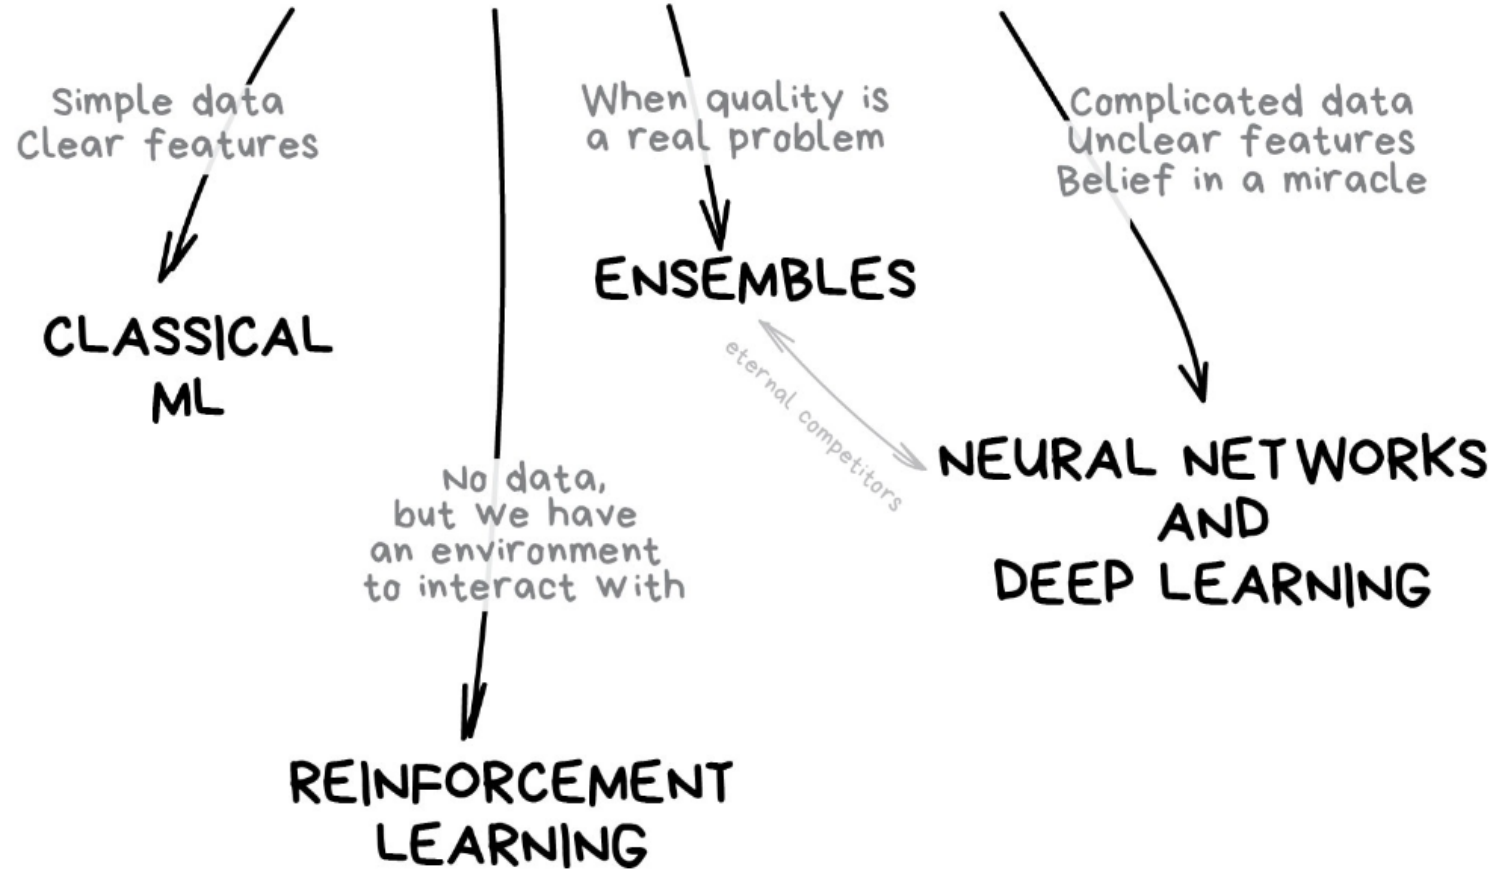 Simple data
Clear features
CLASSICAL
ML
No data,
but we have
an environment
to interact with
REINFORCEMENT
LEARNING
When quality is
a real problem
ENSEMBLES
eternal competitors
Complicated data
Unclear features
Belief in a miracle
NEURAL NETWORKS
AND
DEEP LEARNING